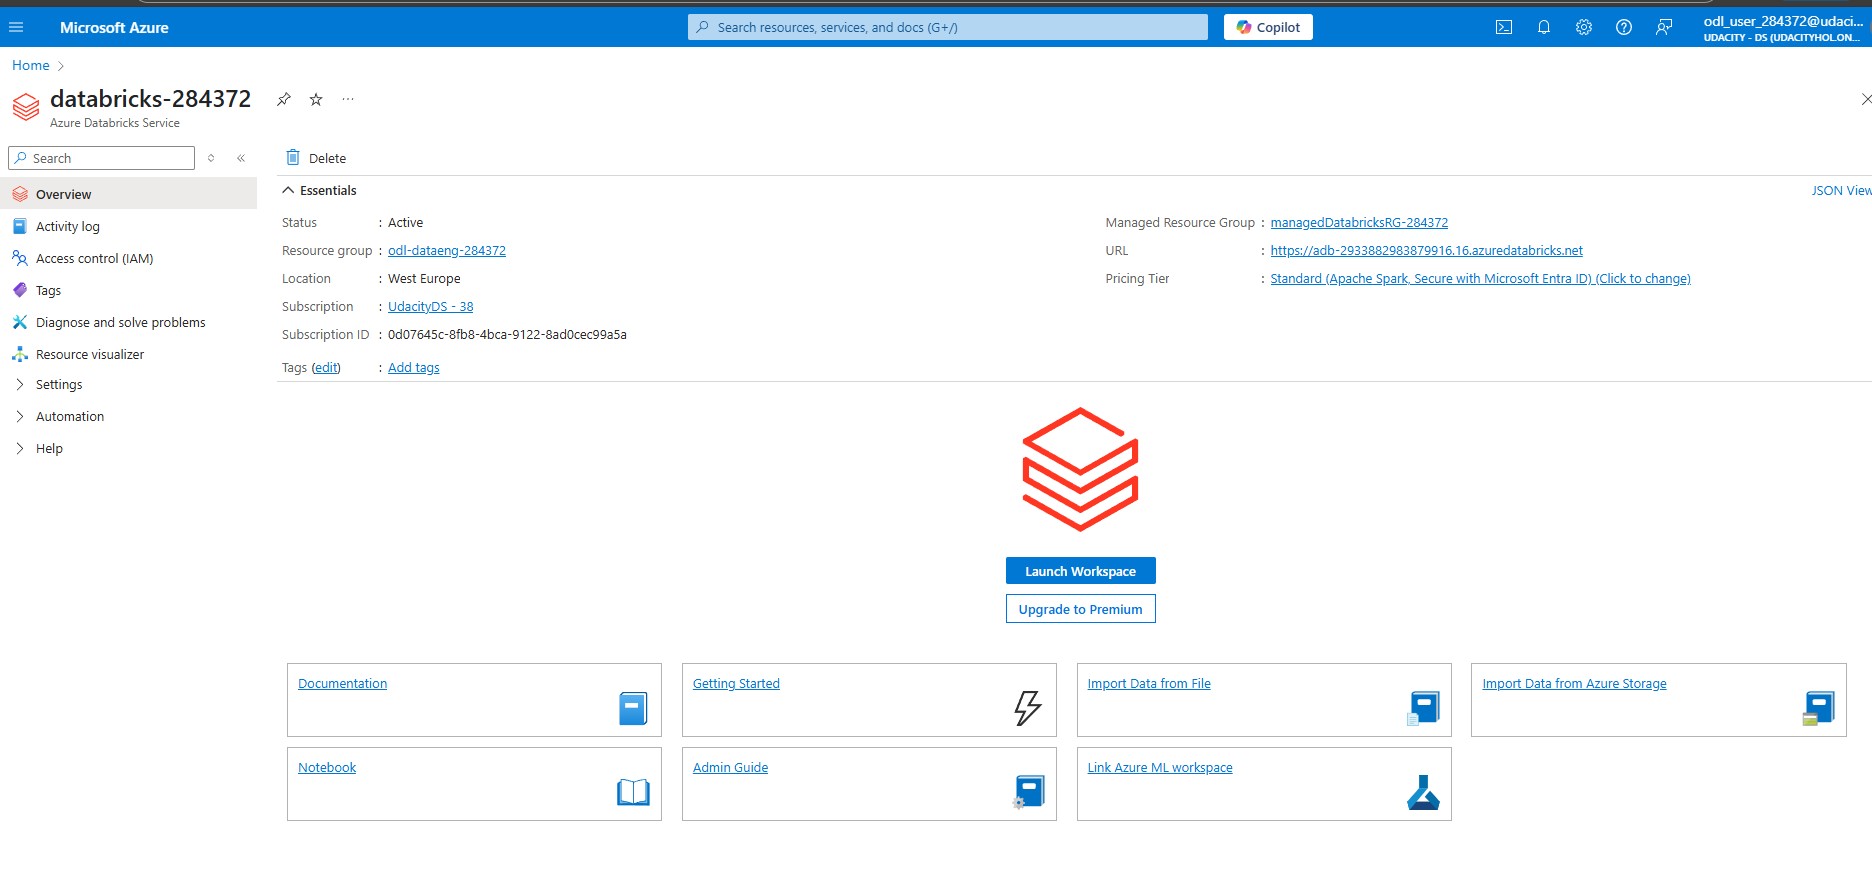 Microsoft Azure
Search resources, services, and docs (G+/)
Copilot
odl_user_284372@udaci...
UDACITY - DS (UDACITYHOL.ON...
Home
databricks-284372
Azure Databricks Service
Search
Delete
Overview
Activity log
Access control (IAM)
Tags
Diagnose and solve problems
Resource visualizer
Settings
Automation
Help
Essentials
JSON View
Status : Active
Resource group : odl-dataeng-284372
Location : West Europe
Subscription : UdacityDS - 38
Subscription ID : 0d07645c-8fb8-4bca-9122-8ad0cec99a5a
Tags (edit) : Add tags
Managed Resource Group : managedDatabricksRG-284372
URL : https://adb-2933882983879916.16.azuredatabricks.net
Pricing Tier : Standard (Apache Spark, Secure with Microsoft Entra ID) (Click to change)
Launch Workspace
Upgrade to Premium
Documentation
Getting Started
Import Data from File
Import Data from Azure Storage
Notebook
Admin Guide
Link Azure ML workspace